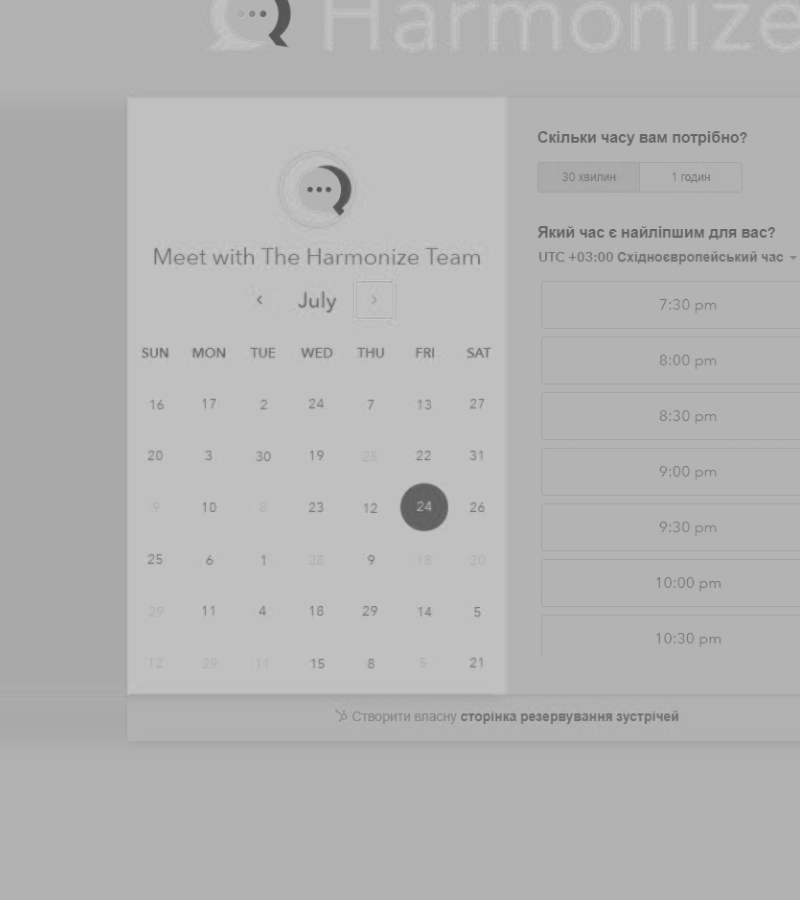 Harmonize
Meet with The Harmonize Team
July
SUN MON TUE WED THU FRI SAT
16 17 2 24 7 13 27
20 3 30 19 25 22 31
9 10 8 23 12 24 26
25 6 1 28 9 18 20
29 11 4 18 29 14 5
12 29 11 15 8 5 21
Скільки часу вам потрібно?
30 хвилин 1 годин
Який час є найліпшим для вас?
UTC +03:00 Східноєвропейський час
7:30 pm
8:00 pm
8:30 pm
9:00 pm
9:30 pm
10:00 pm
10:30 pm
Створити власну сторінка резервування зустрічей